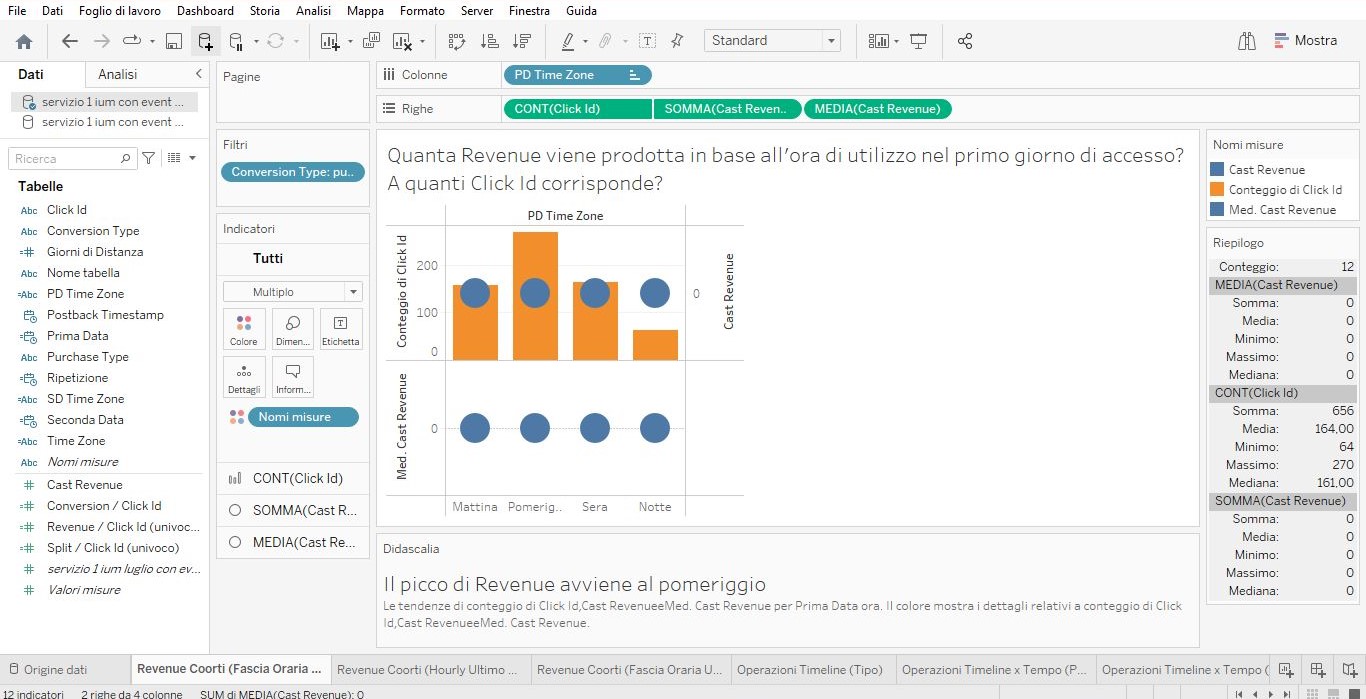 File Dati Foglio di lavoro Dashboard Storia Analisi Mappa Formato Server Finestra Guida
T Standard Mostra
Dati Analisi
servizio 1 ium con event ...
servizio 1 ium con event ...
Ricerca
Tabelle
Abc Click Id
Abc Conversion Type
=# Giorni di Distanza
Abc Nome tabella
=Abc PD Time Zone
Postback Timestamp
Prima Data
Abc Purchase Type
Ripetizione
=Abc SD Time Zone
Seconda Data
=Abc Time Zone
Abc Nomi misure
# Cast Revenue
=# Conversion / Click Id
=# Revenue / Click Id (univoc...
=# Split / Click Id (univoco)
=# servizio 1 ium luglio con ev...
# Valori misure
Pagine
Filtri
Conversion Type: pu..
Indicatori
Tutti
Multiplo
Colore Dimen... Etichetta
Dettagli Inform...
Nomi misure
CONT(Click Id)
SOMMA(Cast R...
MEDIA(Cast Re...
Colonne PD Time Zone
Righe CONT(Click Id) SOMMA(Cast Reven.. MEDIA(Cast Revenue)
Quanta Revenue viene prodotta in base all'ora di utilizzo nel primo giorno di accesso?
A quanti Click Id corrisponde?
PD Time Zone
Conteggio di Click Id
200
100
0
0
Cast Revenue
Med. Cast Revenue
0
Mattina Pomerig.. Sera Notte
Didascalia
Il picco di Revenue avviene al pomeriggio
Le tendenze di conteggio di Click Id,Cast RevenueeMed. Cast Revenue per Prima Data ora. Il colore mostra i dettagli relativi a conteggio di Click
Id,Cast RevenueeMed. Cast Revenue.
Nomi misure
Cast Revenue
Conteggio di Click Id
Med. Cast Revenue
Riepilogo
Conteggio: 12
MEDIA(Cast Revenue)
Somma: 0
Media: 0
Minimo: 0
Massimo: 0
Mediana: 0
CONT(Click Id)
Somma: 656
Media: 164,00
Minimo: 64
Massimo: 270
Mediana: 161,00
SOMMA(Cast Revenue)
Somma: 0
Media: 0
Minimo: 0
Massimo: 0
Mediana: 0
Origine dati Revenue Coorti (Fascia Oraria ... Revenue Coorti (Hourly Ultimo ... Revenue Coorti (Fascia Oraria U... Operazioni Timeline (Tipo) Operazioni Timeline x Tempo (P... Operazioni Timeline x Tempo (
12 indicatori 2 righe da 4 colonne SUM di MEDIA(Cast Revenue): 0